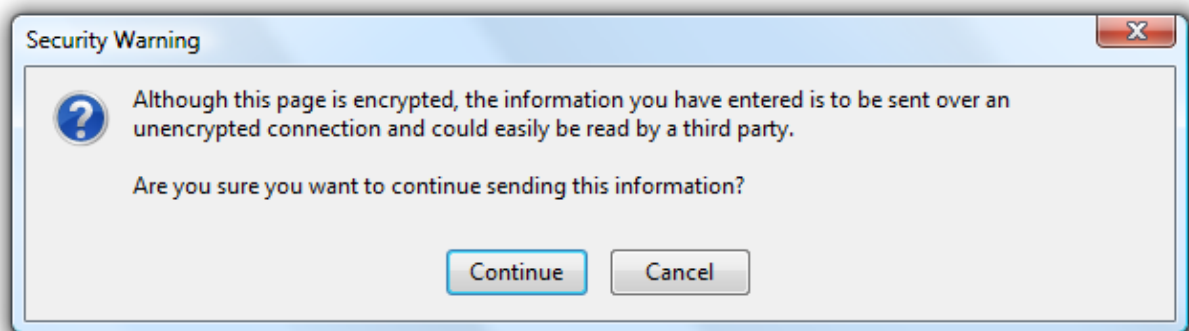 Security Warning
Although this page is encrypted, the information you have entered is to be sent over an
unencrypted connection and could easily be read by a third party.
Are you sure you want to continue sending this information?
Continue
Cancel